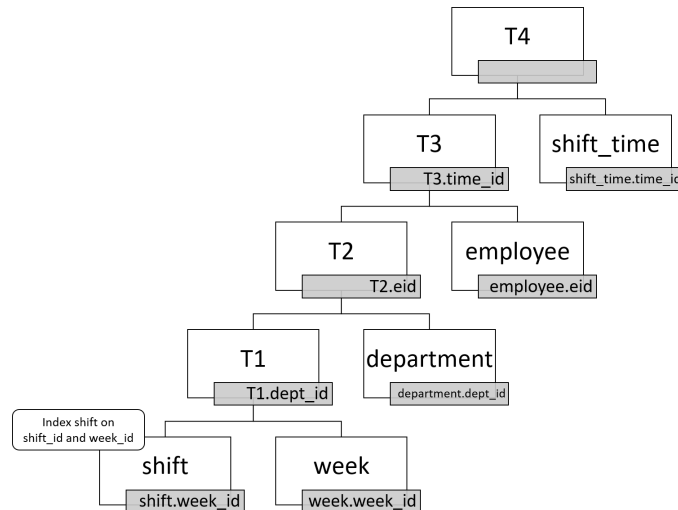 T4
T3
shift_time
T3.time_id
shift_time.time_id
T2
employee
T2.eid
employee.eid
T1
department
T1.dept_id
department.dept_id
Index shift on
shift_id and week_id
shift
week
shift.week_id
week.week_id